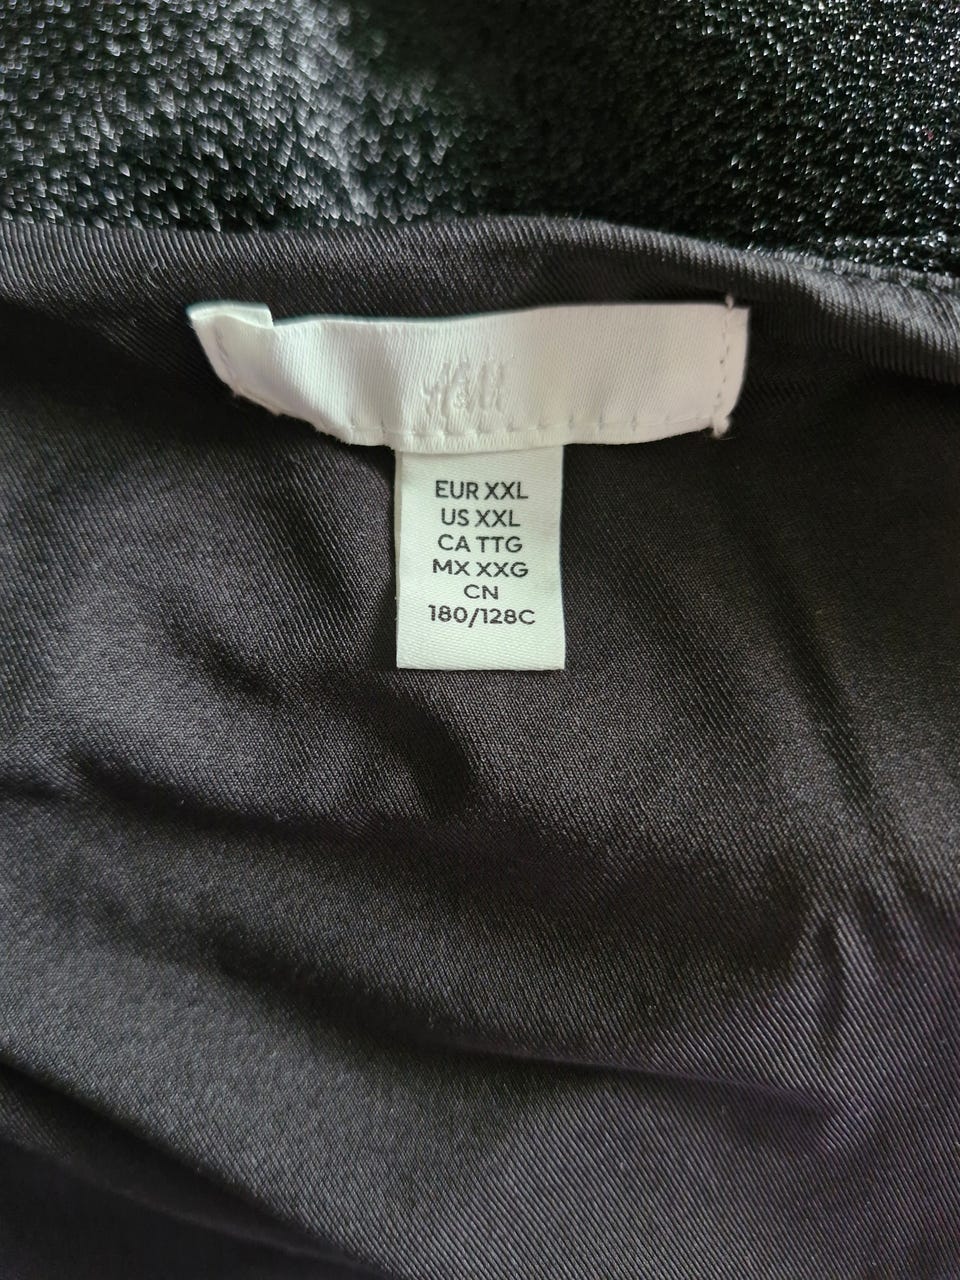 H&M
EUR XXL
US XXL
CA TTG
MX XXG
CN
180/128C